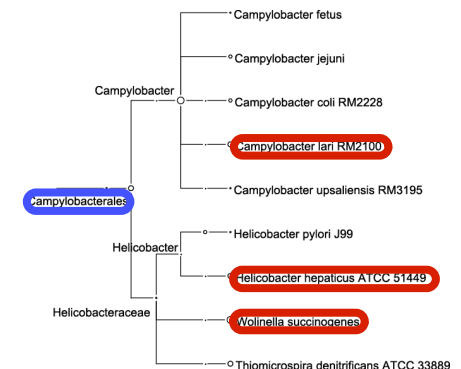 Campylobacter fetus
Campylobacter jejuni
Campylobacter
Campylobacter coli RM2228
Campylobacter lari RM2100
Campylobacter upsaliensis RM3195
Campylobacterales
Helicobacter pylori J99
Helicobacter
Helicobacter hepaticus ATCC 51449
Helicobacteraceae
Wolinella succinogenes
Thiomicrospira denitrificans ATCC 33889